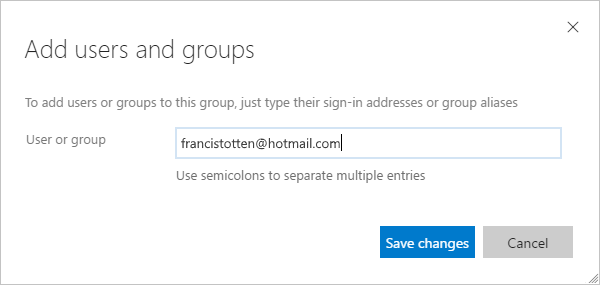 Add users and groups
To add users or groups to this group, just type their sign-in addresses or group aliases
User or group
francistotten@hotmail.com
Use semicolons to separate multiple entries
Save changes
Cancel